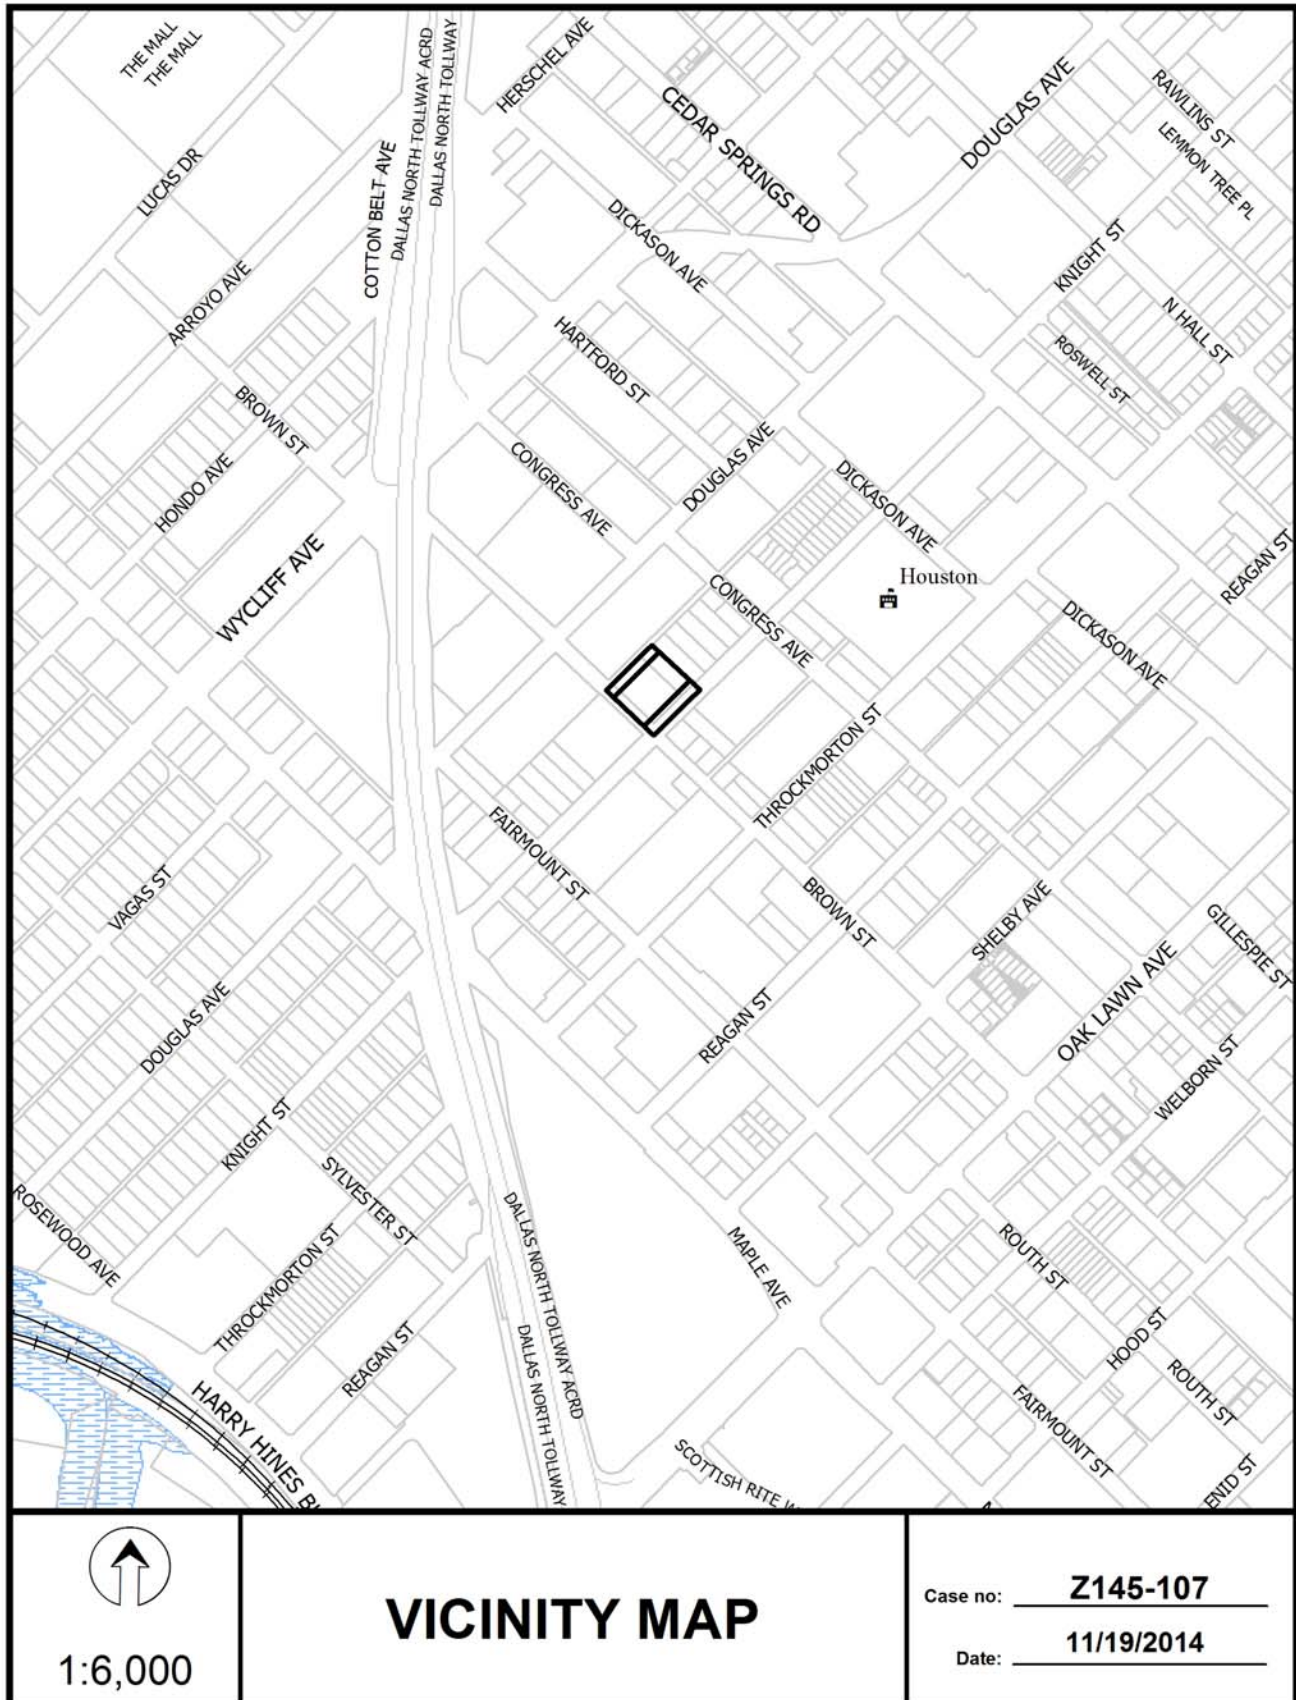 THE MALL
THE MALL
HERSCHEL AVE
DALLAS NORTH TOLLWAY ACRD
DALLAS NORTH TOLLWAY
CEDAR SPRINGS RD
DOUGLAS AVE
RAWLINS ST
LEMMON TREE PL
LUCAS DR
COTTON BELT AVE
DICKASON AVE
KNIGHT ST
ARROYO AVE
HARTFORD ST
N HALL ST
ROSWELL ST
BROWN ST
CONGRESS AVE
DOUGLAS AVE
HONDO AVE
DICKASON AVE
REAGAN ST
WYCLIFF AVE
Houston
CONGRESS AVE
DICKASON AVE
THROCKMORTON ST
FAIRMOUNT ST
VAGAS ST
BROWN ST
SHELBY AVE
GILLESPIE ST
OAK LAWN AVE
DOUGLAS AVE
REAGAN ST
WELBORN ST
KNIGHT ST
SYLVESTER ST
ROSEWOOD AVE
THROCKMORTON ST
DALLAS NORTH TOLLWAY ACRD
DALLAS NORTH TOLLWAY
MAPLE AVE
ROUTH ST
HOOD ST
REAGAN ST
ROUTH ST
HARRY HINES
FAIRMOUNT ST
SCOTTISH RITE
ENID ST
1:6,000
VICINITY MAP
Case no: Z145-107
Date: 11/19/2014